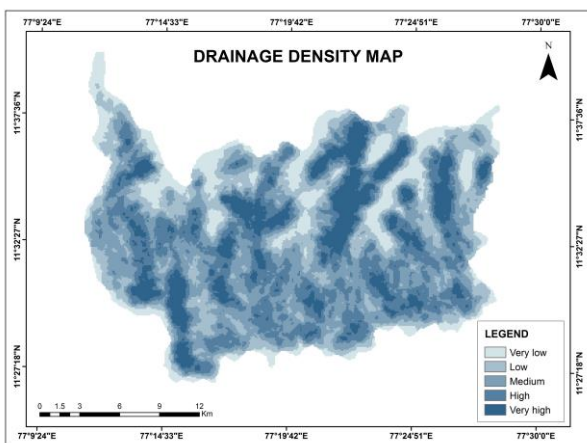 77°9'24"E 77°14'33"E 77°19'42"E 77°24'51"E 77°30'0"E
DRAINAGE DENSITY MAP
N
11°37'36"N 11°37'36"N
11°32'27"N 11°32'27"N
11°27'18"N 11°27'18"N
LEGEND
Very low
Low
Medium
High
Very high
0 1.5 3 6 9 12
Km
77°9'24"E 77°14'33"E 77°19'42"E 77°24'51"E 77°30'0"E